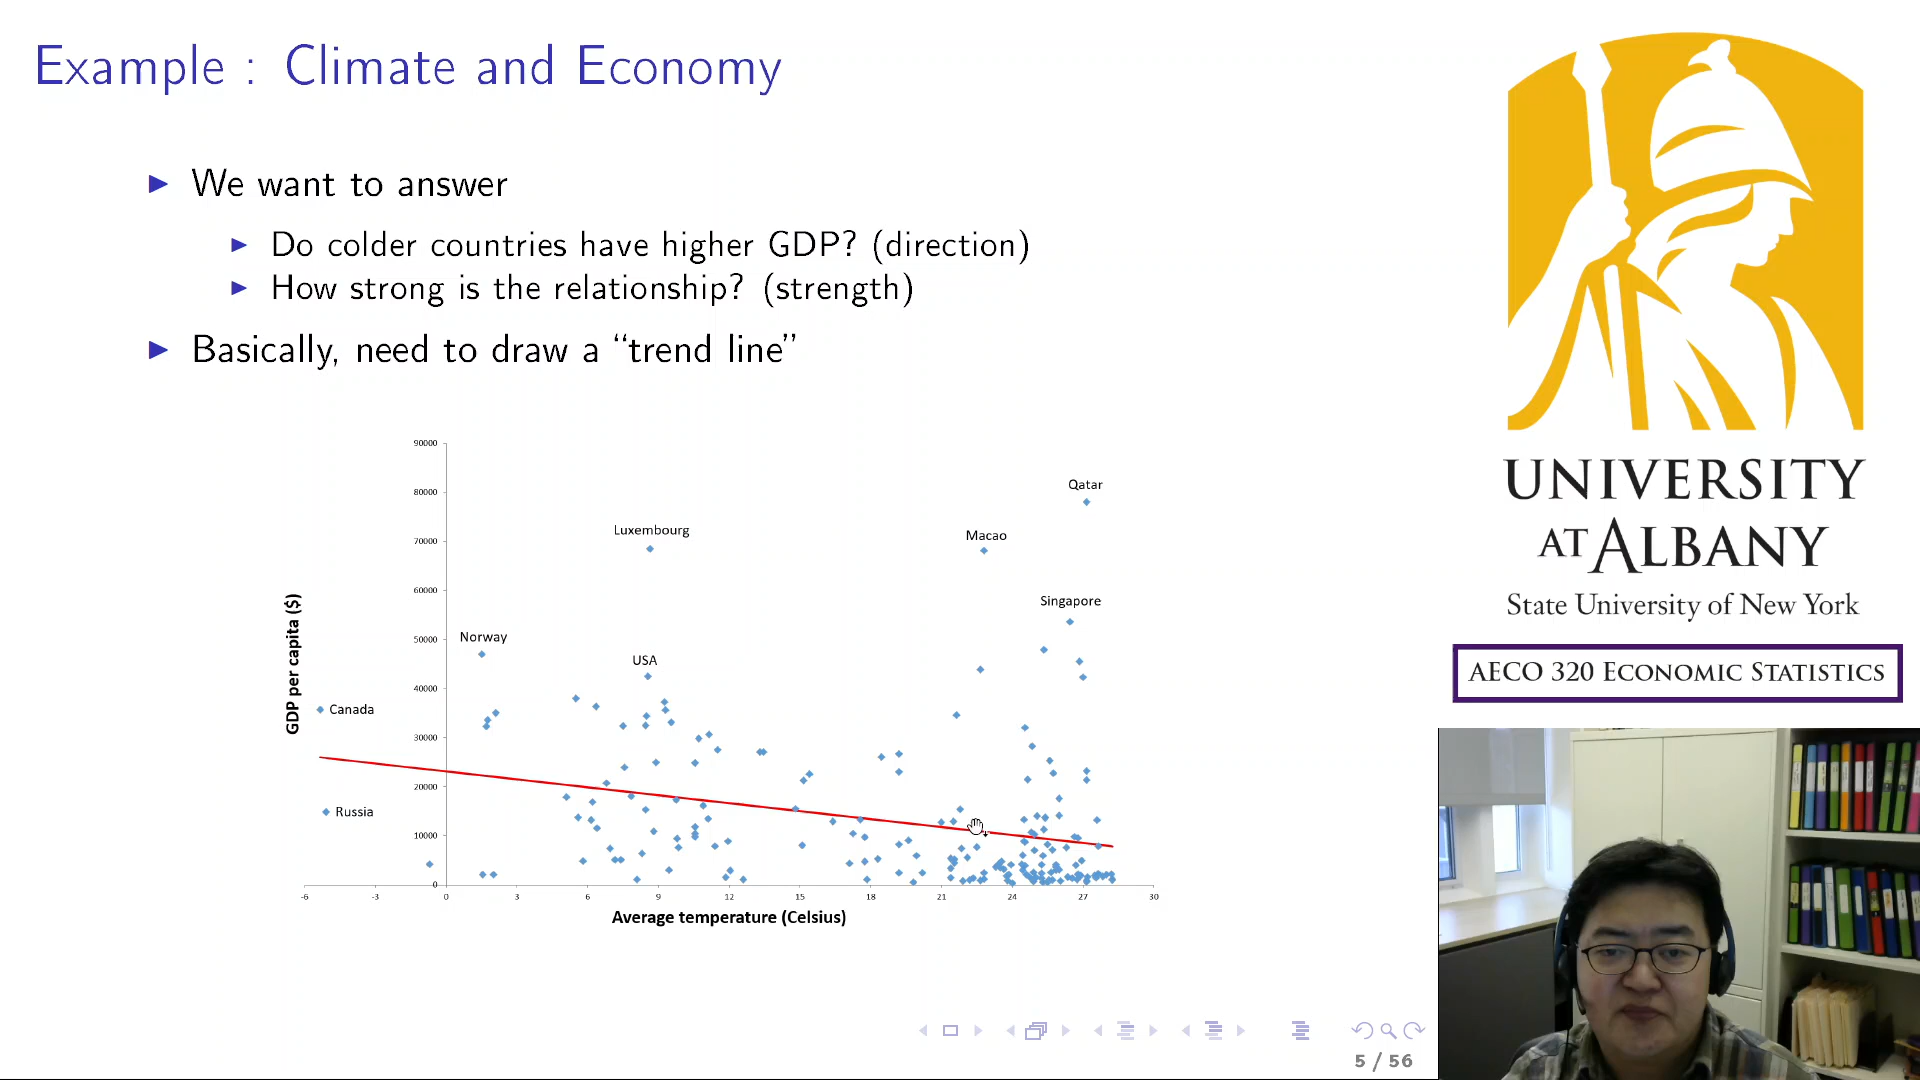 Example : Climate and Economy
We want to answer
Do colder countries have higher GDP? (direction)
How strong is the relationship? (strength)
Basically, need to draw a “trend line”
90000
80000
70000
60000
50000
40000
30000
20000
10000
0
GDP per capita ($)
Qatar
Luxembourg
Macao
Singapore
Norway
USA
Canada
Russia
-6 -3 0 3 6 9 12 15 18 21 24 27 30
Average temperature (Celsius)
5 / 56
UNIVERSITY
AT ALBANY
State University of New York
AECO 320 ECONOMIC STATISTICS